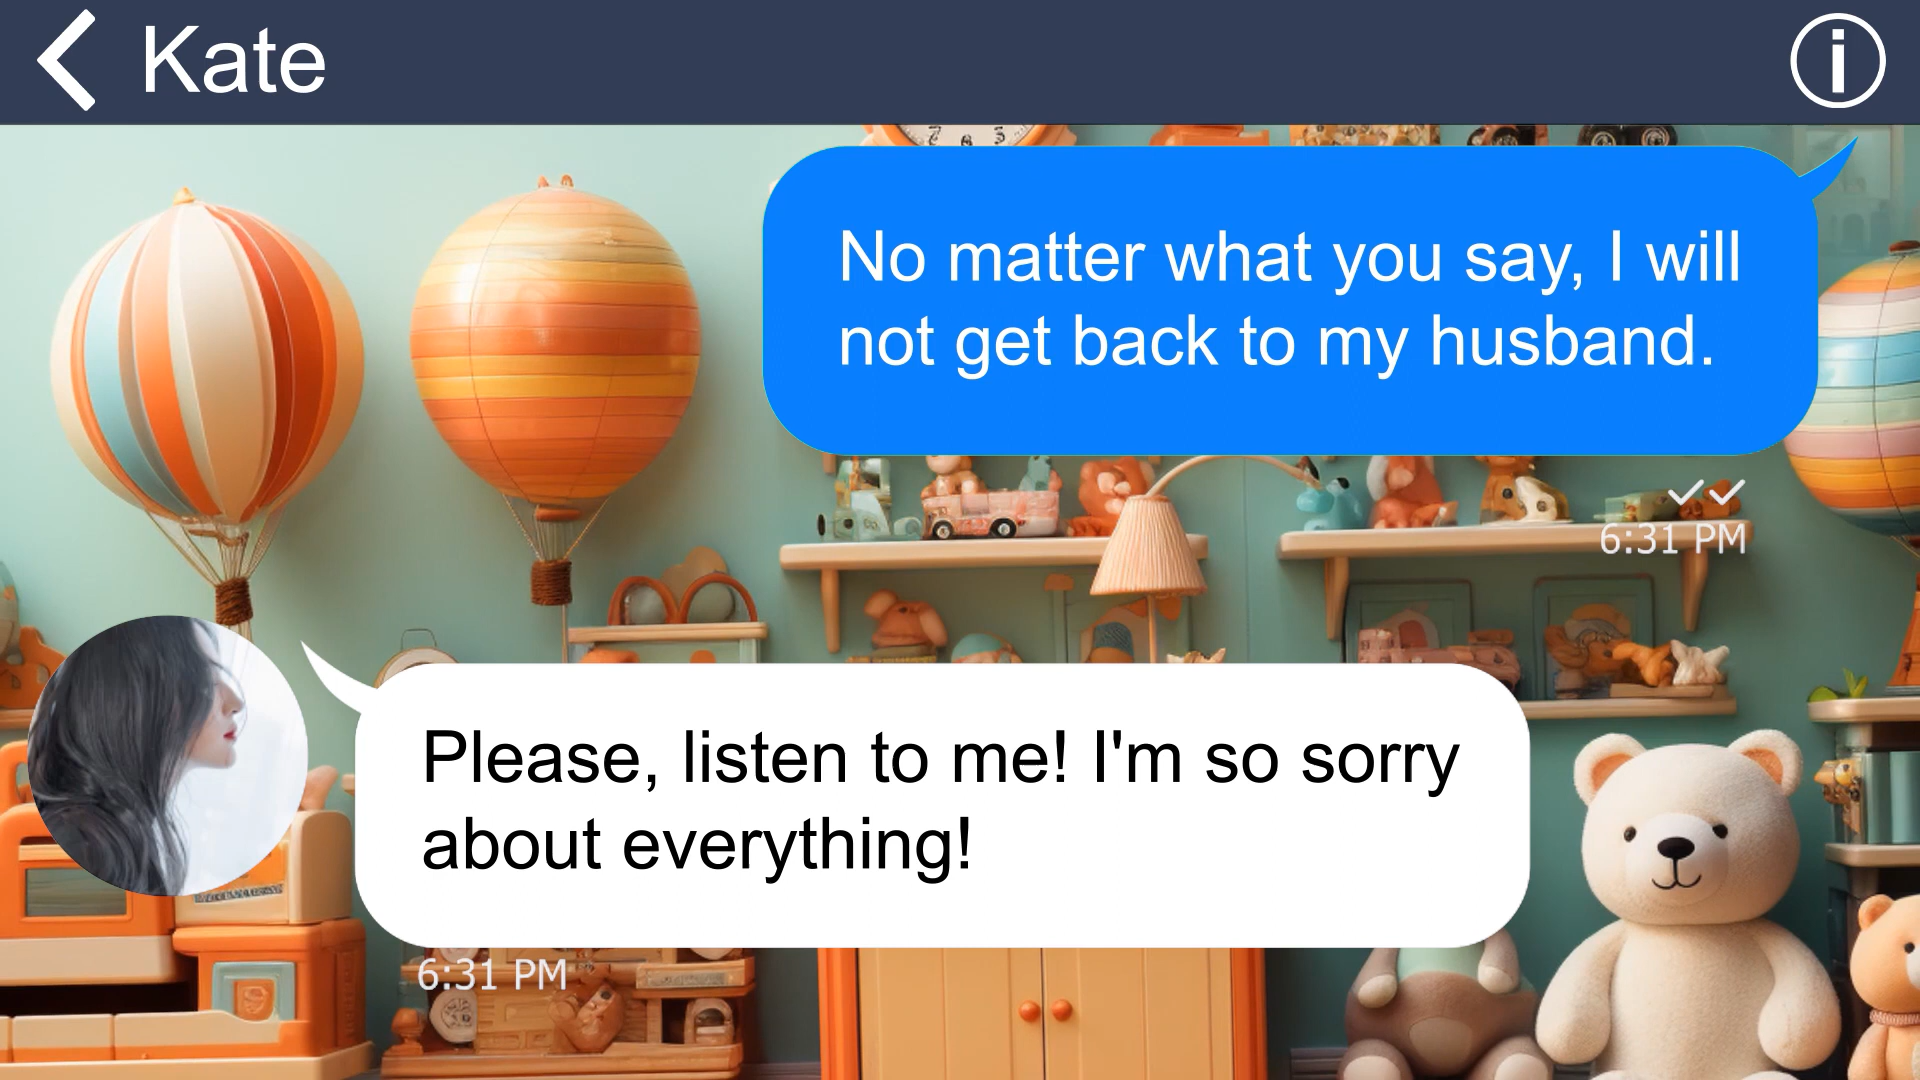 Kate
No matter what you say, I will
not get back to my husband.
6:31 PM
Please, listen to me! I'm so sorry
about everything!
6:31 PM